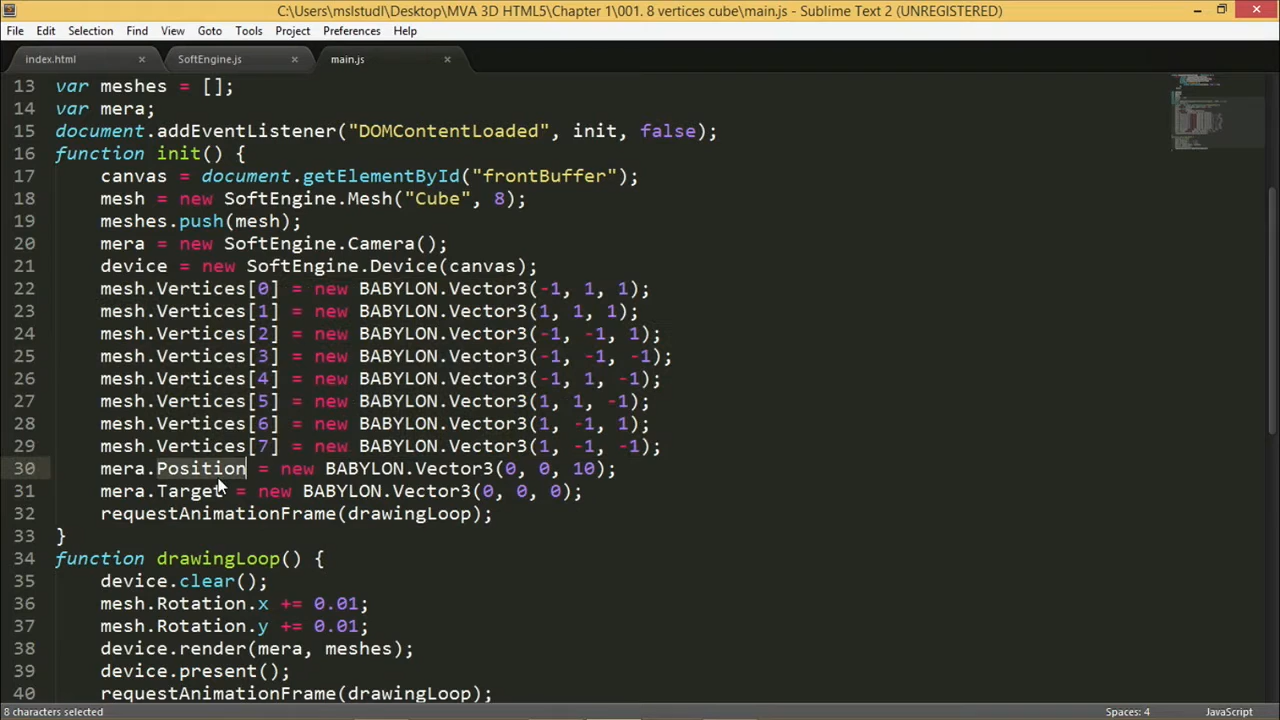 C:\Users\mslstudl\Desktop\MVA 3D HTML5\Chapter 1\001. 8 vertices cube\main.js - Sublime Text 2 (UNREGISTERED)
File Edit Selection Find View Goto Tools Project Preferences Help
index.html SoftEngine.js main.js
13 var meshes = [];
14 var mera;
15 document.addEventListener("DOMContentLoaded", init, false);
16 function init() {
17 canvas = document.getElementById("frontBuffer");
18 mesh = new SoftEngine.Mesh("Cube", 8);
19 meshes.push(mesh);
20 mera = new SoftEngine.Camera();
21 device = new SoftEngine.Device(canvas);
22 mesh.Vertices[0] = new BABYLON.Vector3(-1, 1, 1);
23 mesh.Vertices[1] = new BABYLON.Vector3(1, 1, 1);
24 mesh.Vertices[2] = new BABYLON.Vector3(-1, -1, 1);
25 mesh.Vertices[3] = new BABYLON.Vector3(-1, -1, -1);
26 mesh.Vertices[4] = new BABYLON.Vector3(-1, 1, -1);
27 mesh.Vertices[5] = new BABYLON.Vector3(1, 1, -1);
28 mesh.Vertices[6] = new BABYLON.Vector3(1, -1, 1);
29 mesh.Vertices[7] = new BABYLON.Vector3(1, -1, -1);
30 mera.Position = new BABYLON.Vector3(0, 0, 10);
31 mera.Target = new BABYLON.Vector3(0, 0, 0);
32 requestAnimationFrame(drawingLoop);
33 }
34 function drawingLoop() {
35 device.clear();
36 mesh.Rotation.x += 0.01;
37 mesh.Rotation.y += 0.01;
38 device.render(mera, meshes);
39 device.present();
40 requestAnimationFrame(drawingLoop);
8 characters selected Spaces: 4 JavaScript